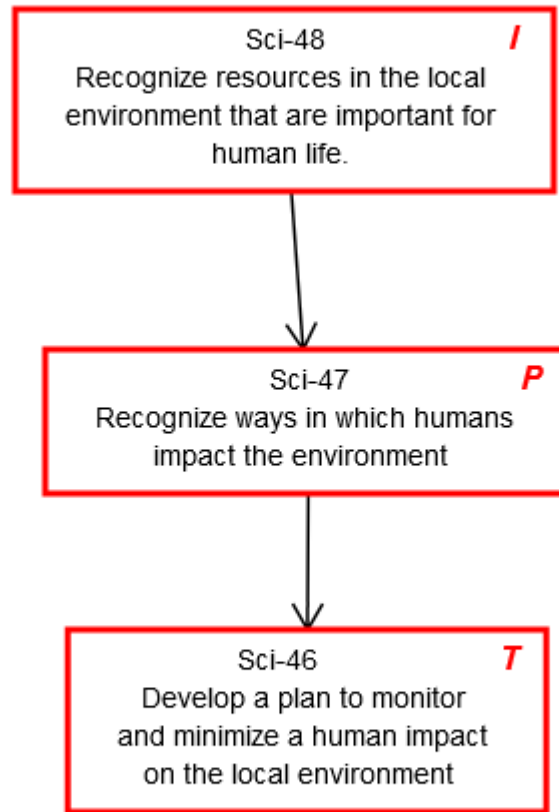 Sci-48 I
Recognize resources in the local
environment that are important for
human life.
Sci-47 P
Recognize ways in which humans
impact the environment
Sci-46 T
Develop a plan to monitor
and minimize a human impact
on the local environment